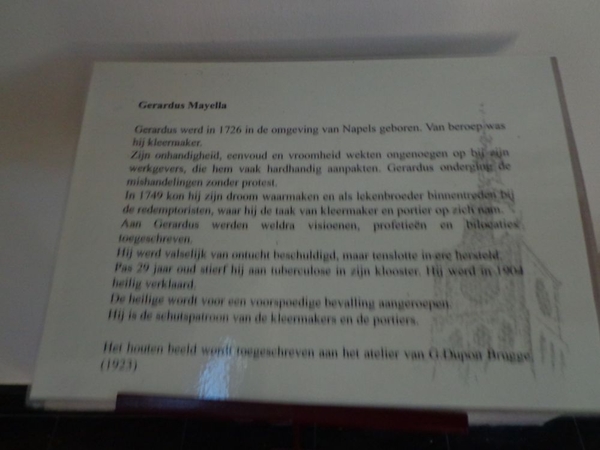 Gerardus Mayella
Gerardus werd in 1726 in de omgeving van Napels geboren. Van beroep was
hij kleermaker.
Zijn onhandigheid, eenvoud en vroomheid wekten ongenoegen op bij zijn
werkgevers, die hem vaak hardhandig aanpakten. Gerardus onderging de
mishandelingen zonder protest.
In 1749 kon hij zijn droom waarmaken en als lekenbroeder binnentreden bij
de redemptoristen, waar hij de taak van kleermaker en portier op zich nam.
Aan Gerardus werden weldra visioenen, profetieën en bilocaties
toegeschreven.
Hij werd valselijk van ontucht beschuldigd, maar tenslotte in ere hersteld.
Pas 29 jaar oud stierf hij aan tuberculose in zijn klooster. Hij werd in 1904
heilig verklaard.
De heilige wordt voor een voorspoedige bevalling aangeroepen.
Hij is de schutspatroon van de kleermakers en de portiers.
Het houten beeld wordt toegeschreven aan het atelier van G.Dupon Brugge
(1923)